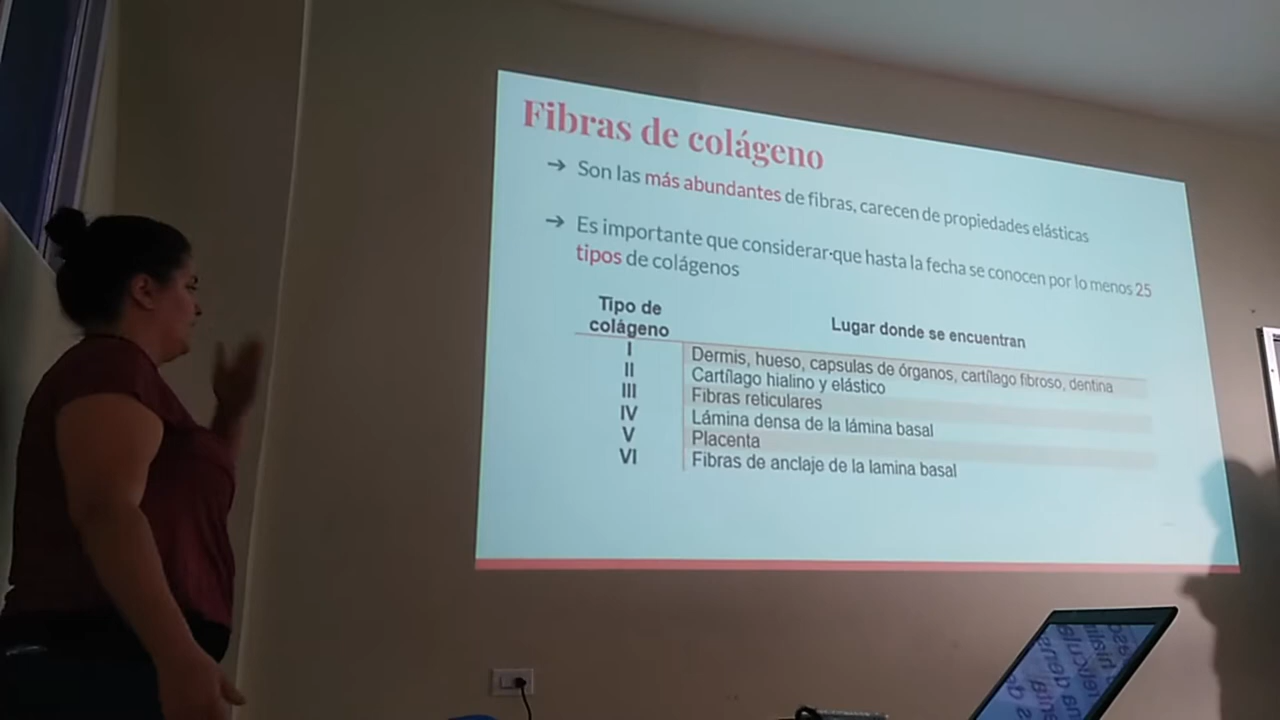 Fibras de colágeno
→ Son las más abundantes de fibras, carecen de propiedades elásticas
→ Es importante que considerar·que hasta la fecha se conocen por lo menos 25
tipos de colágenos
Tipo de
colágeno
Lugar donde se encuentran
I Dermis, hueso, capsulas de órganos, cartílago fibroso, dentina
II Cartílago hialino y elástico
III Fibras reticulares
IV Lámina densa de la lámina basal
V Placenta
VI Fibras de anclaje de la lamina basal